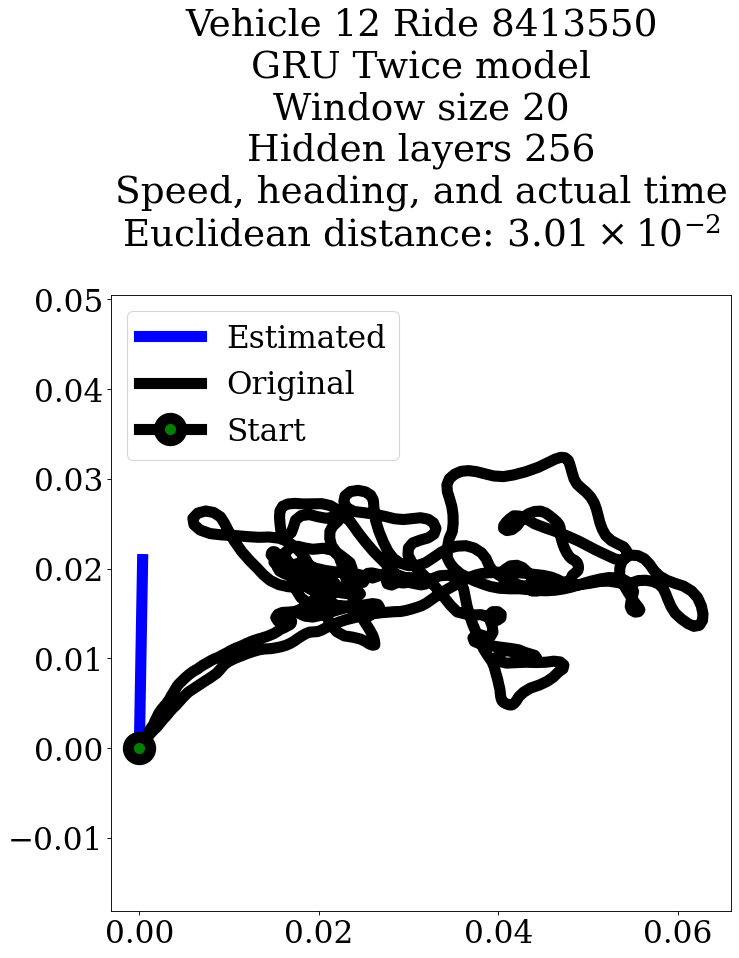 Vehicle 12 Ride 8413550
GRU Twice model
Window size 20
Hidden layers 256
Speed, heading, and actual time
Euclidean distance: 3.01 × 10⁻²
0.05
0.04
0.03
0.02
0.01
0.00
−0.01
Estimated
Original
Start
0.00 0.02 0.04 0.06